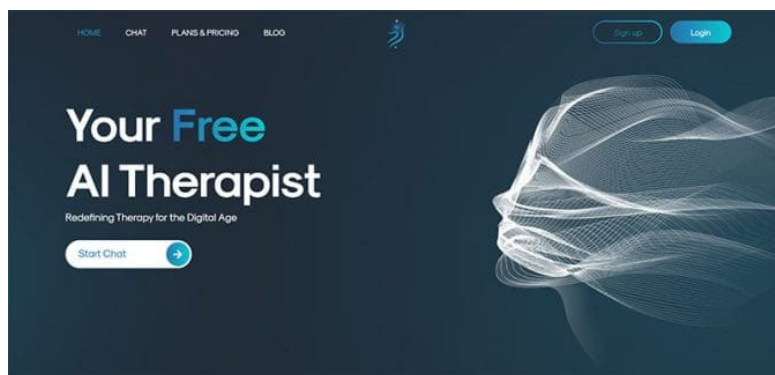 HOME CHAT PLANS & PRICING BLOG
Sign up Login
Your Free
AI Therapist
Redefining Therapy for the Digital Age
Start Chat